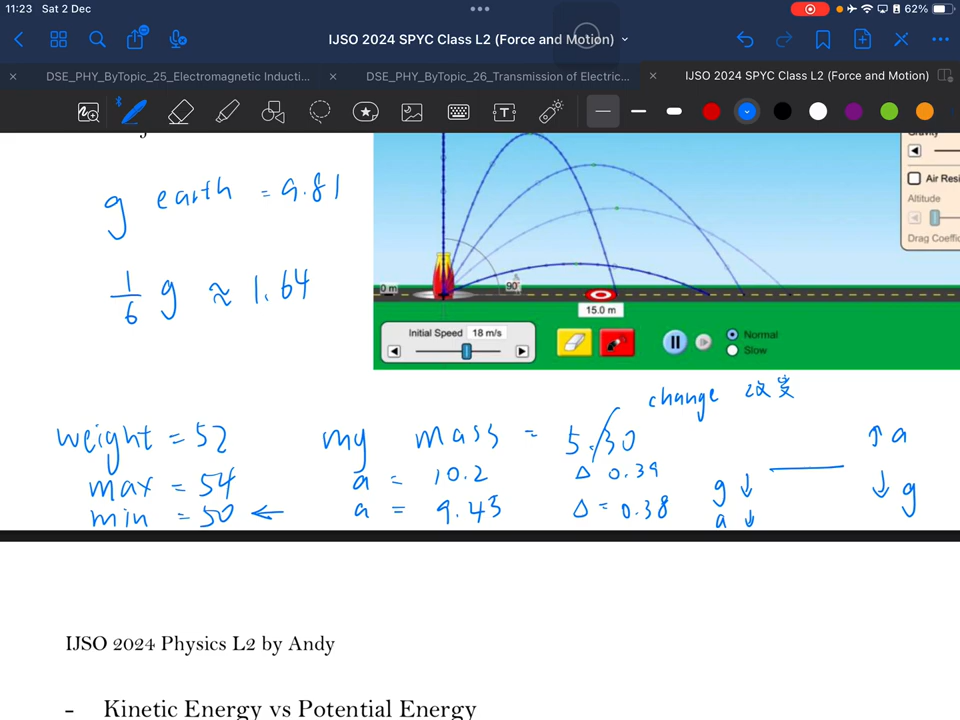 11:23 Sat 2 Dec
62%
IJSO 2024 SPYC Class L2 (Force and Motion)
DSE_PHY_ByTopic_25_Electromagnetic Inducti...
DSE_PHY_ByTopic_26_Transmission of Electric...
IJSO 2024 SPYC Class L2 (Force and Motion)
g earth = 9.81
1/6 g ≈ 1.64
Gravity
Air Resi
Altitude
Drag Coeffic
0 m
90°
15.0 m
Initial Speed 18 m/s
Normal
Slow
change 改变
weight = 52
max = 54
min = 50 ←
my mass = 5.30
a = 10.2 Δ 0.39
a = 9.43 Δ = 0.38
g ↓
a ↓
↑ a
↓ g
IJSO 2024 Physics L2 by Andy
- Kinetic Energy vs Potential Energy